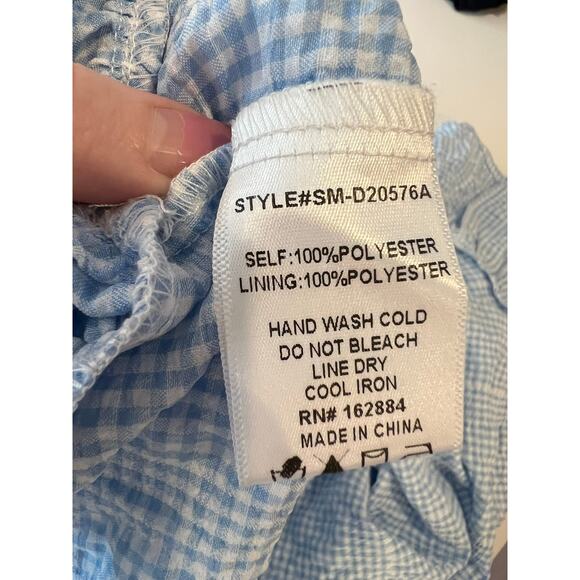 STYLE#SM-D20576A
SELF:100%POLYESTER
LINING:100%POLYESTER
HAND WASH COLD
DO NOT BLEACH
LINE DRY
COOL IRON
RN# 162884
MADE IN CHINA